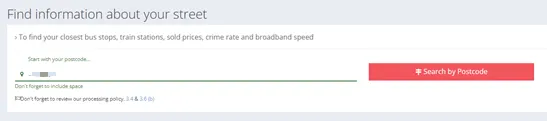 Find information about your street
› To find your closest bus stops, train stations, sold prices, crime rate and broadband speed
Start with your postcode...
Search by Postcode
Don't forget to include space
Don't forget to review our processing policy, 3.4 & 3.6 (b)